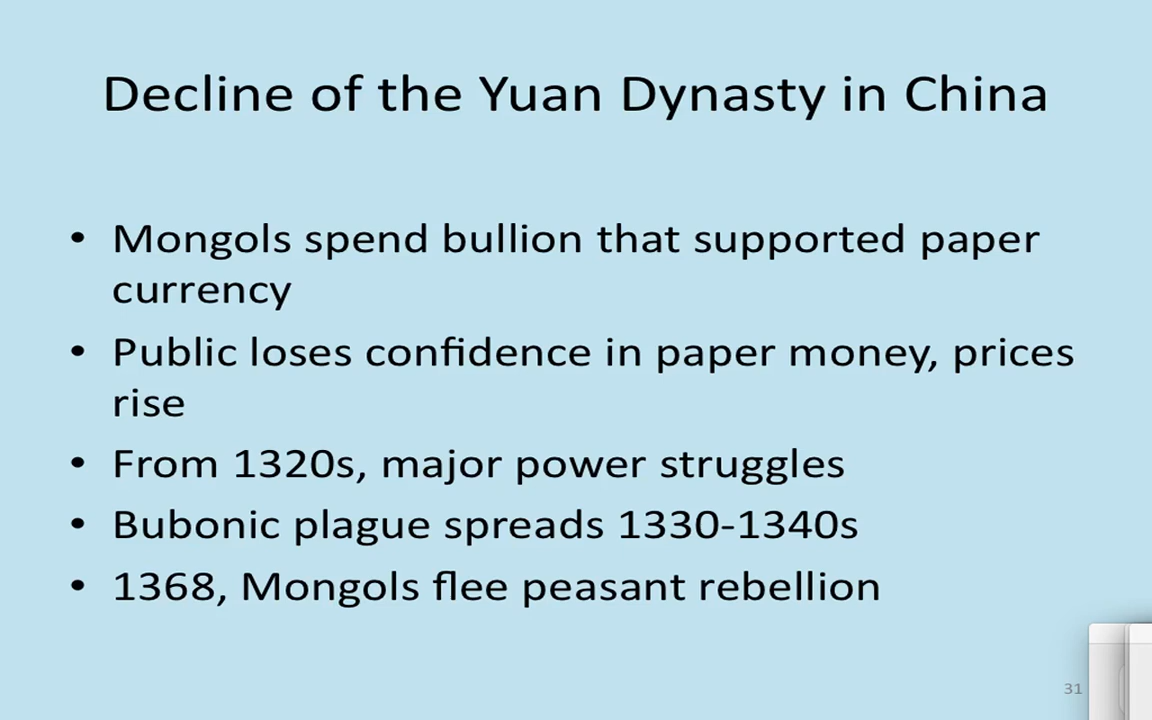 Decline of the Yuan Dynasty in China
• Mongols spend bullion that supported paper
currency
• Public loses confidence in paper money, prices
rise
• From 1320s, major power struggles
• Bubonic plague spreads 1330-1340s
• 1368, Mongols flee peasant rebellion
31